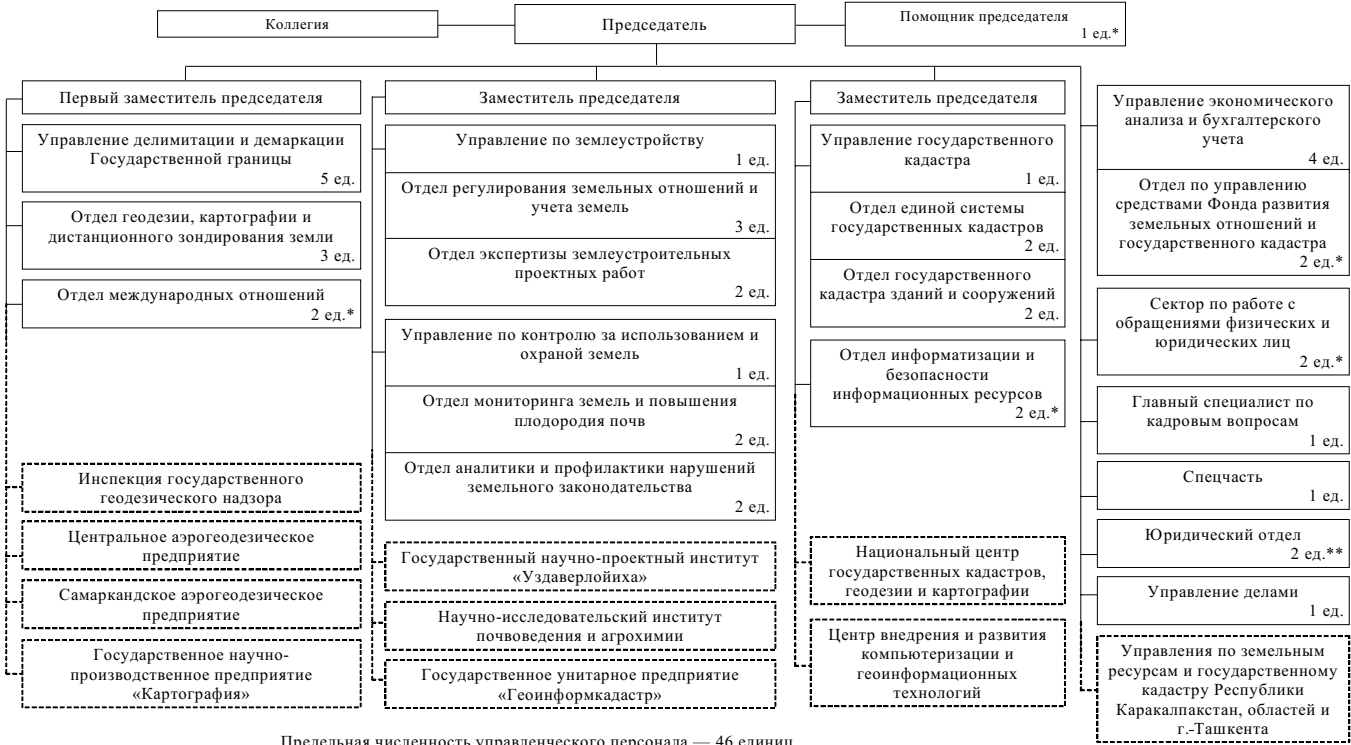 Коллегия
Председатель
Помощник председателя
1 ед.*
Первый заместитель председателя
Управление делимитации и демаркации
Государственной границы
5 ед.
Отдел геодезии, картографии и
дистанционного зондирования земли
3 ед.
Отдел международных отношений
2 ед.*
Инспекция государственного
геодезического надзора
Центральное аэрогеодезическое
предприятие
Самаркандское аэрогеодезическое
предприятие
Государственное научно-
производственное предприятие
«Картография»
Заместитель председателя
Управление по землеустройству
1 ед.
Отдел регулирования земельных отношений и
учета земель
3 ед.
Отдел экспертизы землеустроительных
проектных работ
2 ед.
Управление по контролю за использованием и
охраной земель
1 ед.
Отдел мониторинга земель и повышения
плодородия почв
2 ед.
Отдел аналитики и профилактики нарушений
земельного законодательства
2 ед.
Государственный научно-проектный институт
«Уздаверлойиха»
Научно-исследовательский институт
почвоведения и агрохимии
Государственное унитарное предприятие
«Геоинформкадастр»
Заместитель председателя
Управление государственного
кадастра
1 ед.
Отдел единой системы
государственных кадастров
2 ед.
Отдел государственного
кадастра зданий и сооружений
2 ед.
Отдел информатизации и
безопасности
информационных ресурсов
2 ед.*
Национальный центр
государственных кадастров,
геодезии и картографии
Центр внедрения и развития
компьютеризации и
геоинформационных
технологий
Управление экономического
анализа и бухгалтерского
учета
4 ед.
Отдел по управлению
средствами Фонда развития
земельных отношений и
государственного кадастра
2 ед.*
Сектор по работе с
обращениями физических и
юридических лиц
2 ед.*
Главный специалист по
кадровым вопросам
1 ед.
Спецчасть
1 ед.
Юридический отдел
2 ед.**
Управление делами
1 ед.
Управления по земельным
ресурсам и государственному
кадастру Республики
Каракалпакстан, областей и
г.-Ташкента
Предельная численность управленческого персонала — 46 единиц